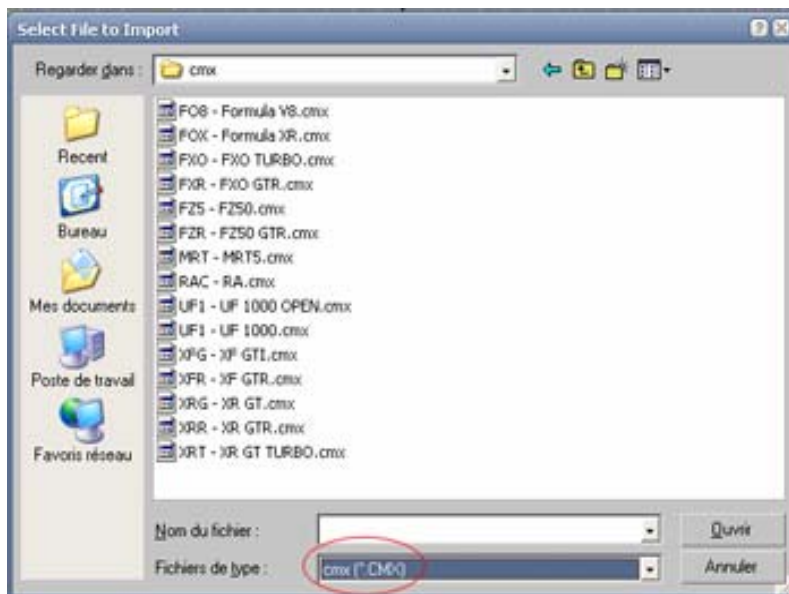 Select File to Import
Regarder dans :
cmx
Recent
Bureau
Mes documents
Poste de travail
Favoris réseau
FO8 - Formula V8.cmx
FOX - Formula XR.cmx
FXO - FXO TURBO.cmx
FXR - FXO GTR.cmx
FZ5 - FZ50.cmx
FZR - FZ50 GTR.cmx
MRT - MRT5.cmx
RAC - RA.cmx
UF1 - UF 1000 OPEN.cmx
UF1 - UF 1000.cmx
XFG - XF GTI.cmx
XFR - XF GTR.cmx
XRG - XR GT.cmx
XRR - XR GTR.cmx
XRT - XR GT TURBO.cmx
Nom du fichier :
Ouvrir
Fichiers de type :
cmx (*.CMX)
Annuler